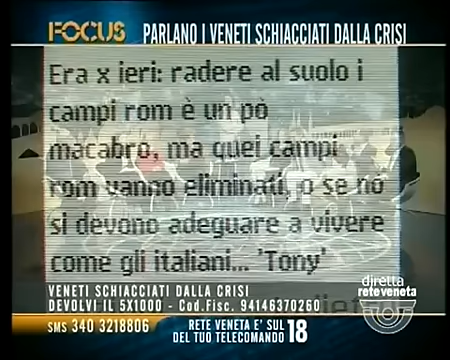 FOCUS PARLANO I VENETI SCHIACCIATI DALLA CRISI
Era x ieri: radere al suolo i
campi rom è un pò
macabro, ma quei campi
rom vanno eliminati, o se nó
si devono adeguare a vivere
come gli italiani... 'Tony'
diretta
reteveneta
VENETI SCHIACCIATI DALLA CRISI
DEVOLVI IL 5X1000 - Cod.Fisc. 94146370260
SMS 340 3218806
RETE VENETA E' SUL 18
DEL TUO TELECOMANDO